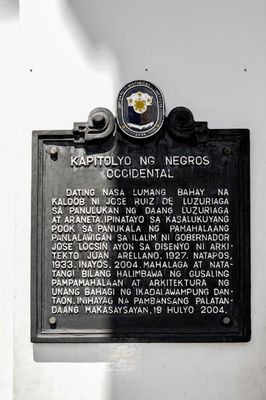 KAPITOLYO NG NEGROS
OCCIDENTAL
DATING NASA LUMANG BAHAY NA
KALOOB NI JOSE RUIZ DE LUZURIAGA
SA PANULUKAN NG DAANG LUZURIAGA
AT ARANETA. IPINATAYO SA KASALUKUYANG
POOK SA PANUKALA NG PAMAHALAANG
PANLALAWIGAN SA ILALIM NI GOBERNADOR
JOSE LOCSIN AYON SA DISENYO NI ARKI-
TEKTO JUAN ARELLANO, 1927. NATAPOS,
1933. INAYOS, 2004. MAHALAGA AT NATA-
TANGI BILANG HALIMBAWA NG GUSALING
PAMPAMAHALAAN AT ARKITEKTURA NG
UNANG BAHAGI NG IKADALAWAMPUNG DAN-
TAON. INIHAYAG NA PAMBANSANG PALATAN-
DAANG MAKASAYSAYAN, 19 HULYO 2004.